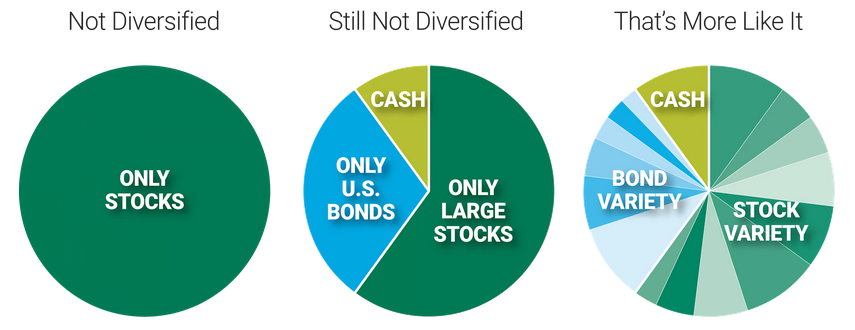 Not Diversified
Still Not Diversified
That's More Like It
ONLY
STOCKS
CASH
ONLY
U.S.
BONDS
ONLY
LARGE
STOCKS
CASH
BOND
VARIETY
STOCK
VARIETY